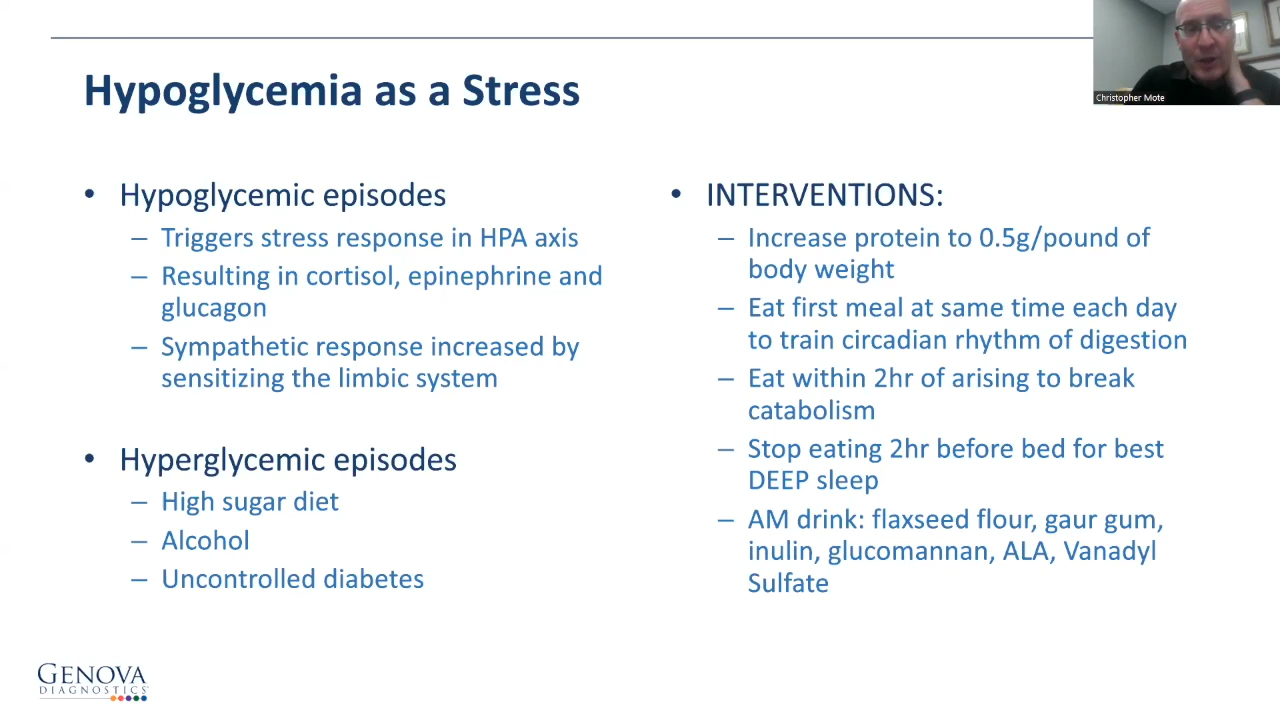 Hypoglycemia as a Stress
Christopher Mote
• Hypoglycemic episodes
– Triggers stress response in HPA axis
– Resulting in cortisol, epinephrine and
glucagon
– Sympathetic response increased by
sensitizing the limbic system
• Hyperglycemic episodes
– High sugar diet
– Alcohol
– Uncontrolled diabetes
• INTERVENTIONS:
– Increase protein to 0.5g/pound of
body weight
– Eat first meal at same time each day
to train circadian rhythm of digestion
– Eat within 2hr of arising to break
catabolism
– Stop eating 2hr before bed for best
DEEP sleep
– AM drink: flaxseed flour, gaur gum,
inulin, glucomannan, ALA, Vanadyl
Sulfate
GENOVA
DIAGNOSTICS